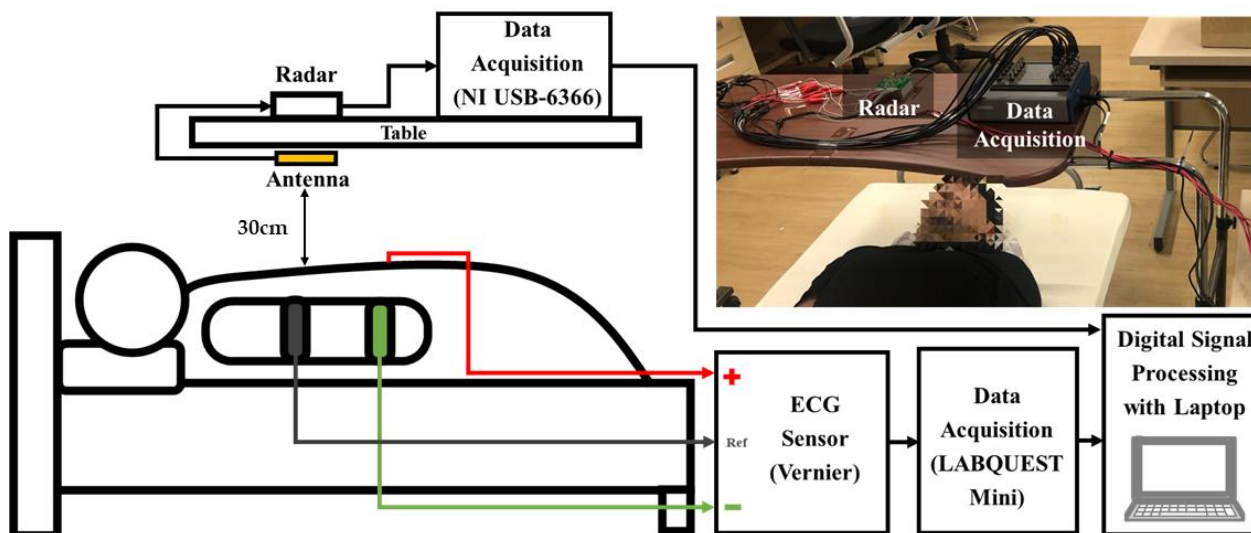 Data
Acquisition
(NI USB-6366)
Radar
Table
Antenna
30cm
Radar
Data
Acquisition
+
Ref
-
ECG
Sensor
(Vernier)
Data
Acquisition
(LABQUEST
Mini)
Digital Signal
Processing
with Laptop